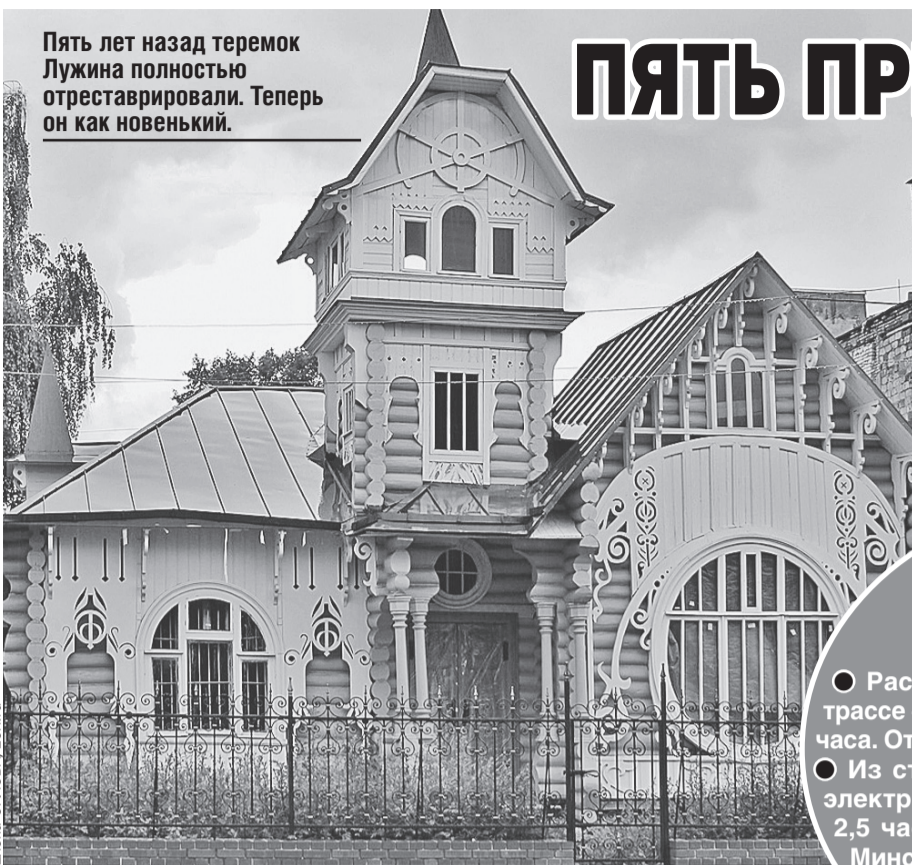 Пять лет назад теремок
Лужина полностью
отреставрировали. Теперь
он как новенький.
ПЯТЬ ПР
● Рас
трассе
часа. От
● Из ст
электр
2,5 ча
Минс